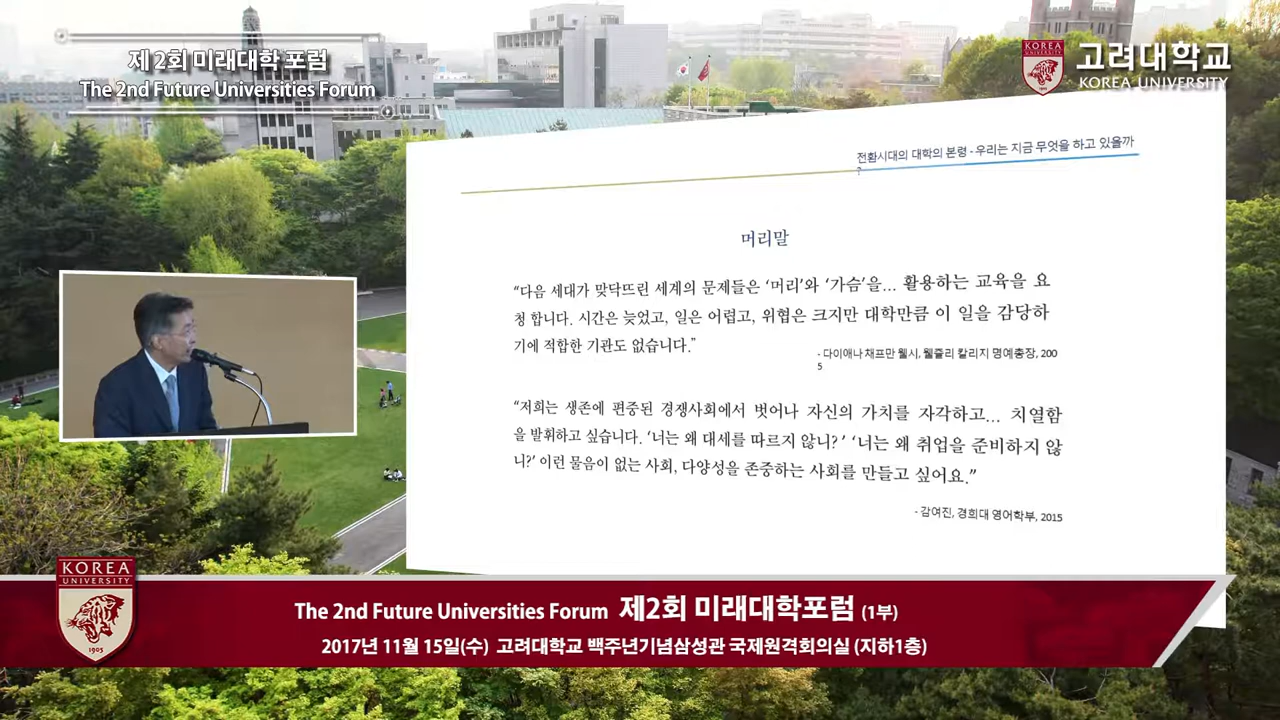 제 2회 미래대학 포럼
The 2nd Future Universities Forum
KOREA
UNIVERSITY
1905
고려대학교
KOREA UNIVERSITY
전환시대의 대학의 본령 - 우리는 지금 무엇을 하고 있을까
?
머리말
“다음 세대가 맞닥뜨린 세계의 문제들은 ‘머리’와 ‘가슴’을... 활용하는 교육을 요
청 합니다. 시간은 늦었고, 일은 어렵고, 위협은 크지만 대학만큼 이 일을 감당하
기에 적합한 기관도 없습니다.”
- 다이애나 채프만 웰시, 웰즐리 칼리지 명예총장, 200
5
“저희는 생존에 편중된 경쟁사회에서 벗어나 자신의 가치를 자각하고... 치열함
을 발휘하고 싶습니다. ‘너는 왜 대세를 따르지 않니? ’ ‘너는 왜 취업을 준비하지 않
니?’ 이런 물음이 없는 사회, 다양성을 존중하는 사회를 만들고 싶어요.”
- 감여진, 경희대 영어학부, 2015
KOREA
UNIVERSITY
1905
The 2nd Future Universities Forum 제2회 미래대학포럼 (1부)
2017년 11월 15일(수) 고려대학교 백주년기념삼성관 국제원격회의실 (지하1층)